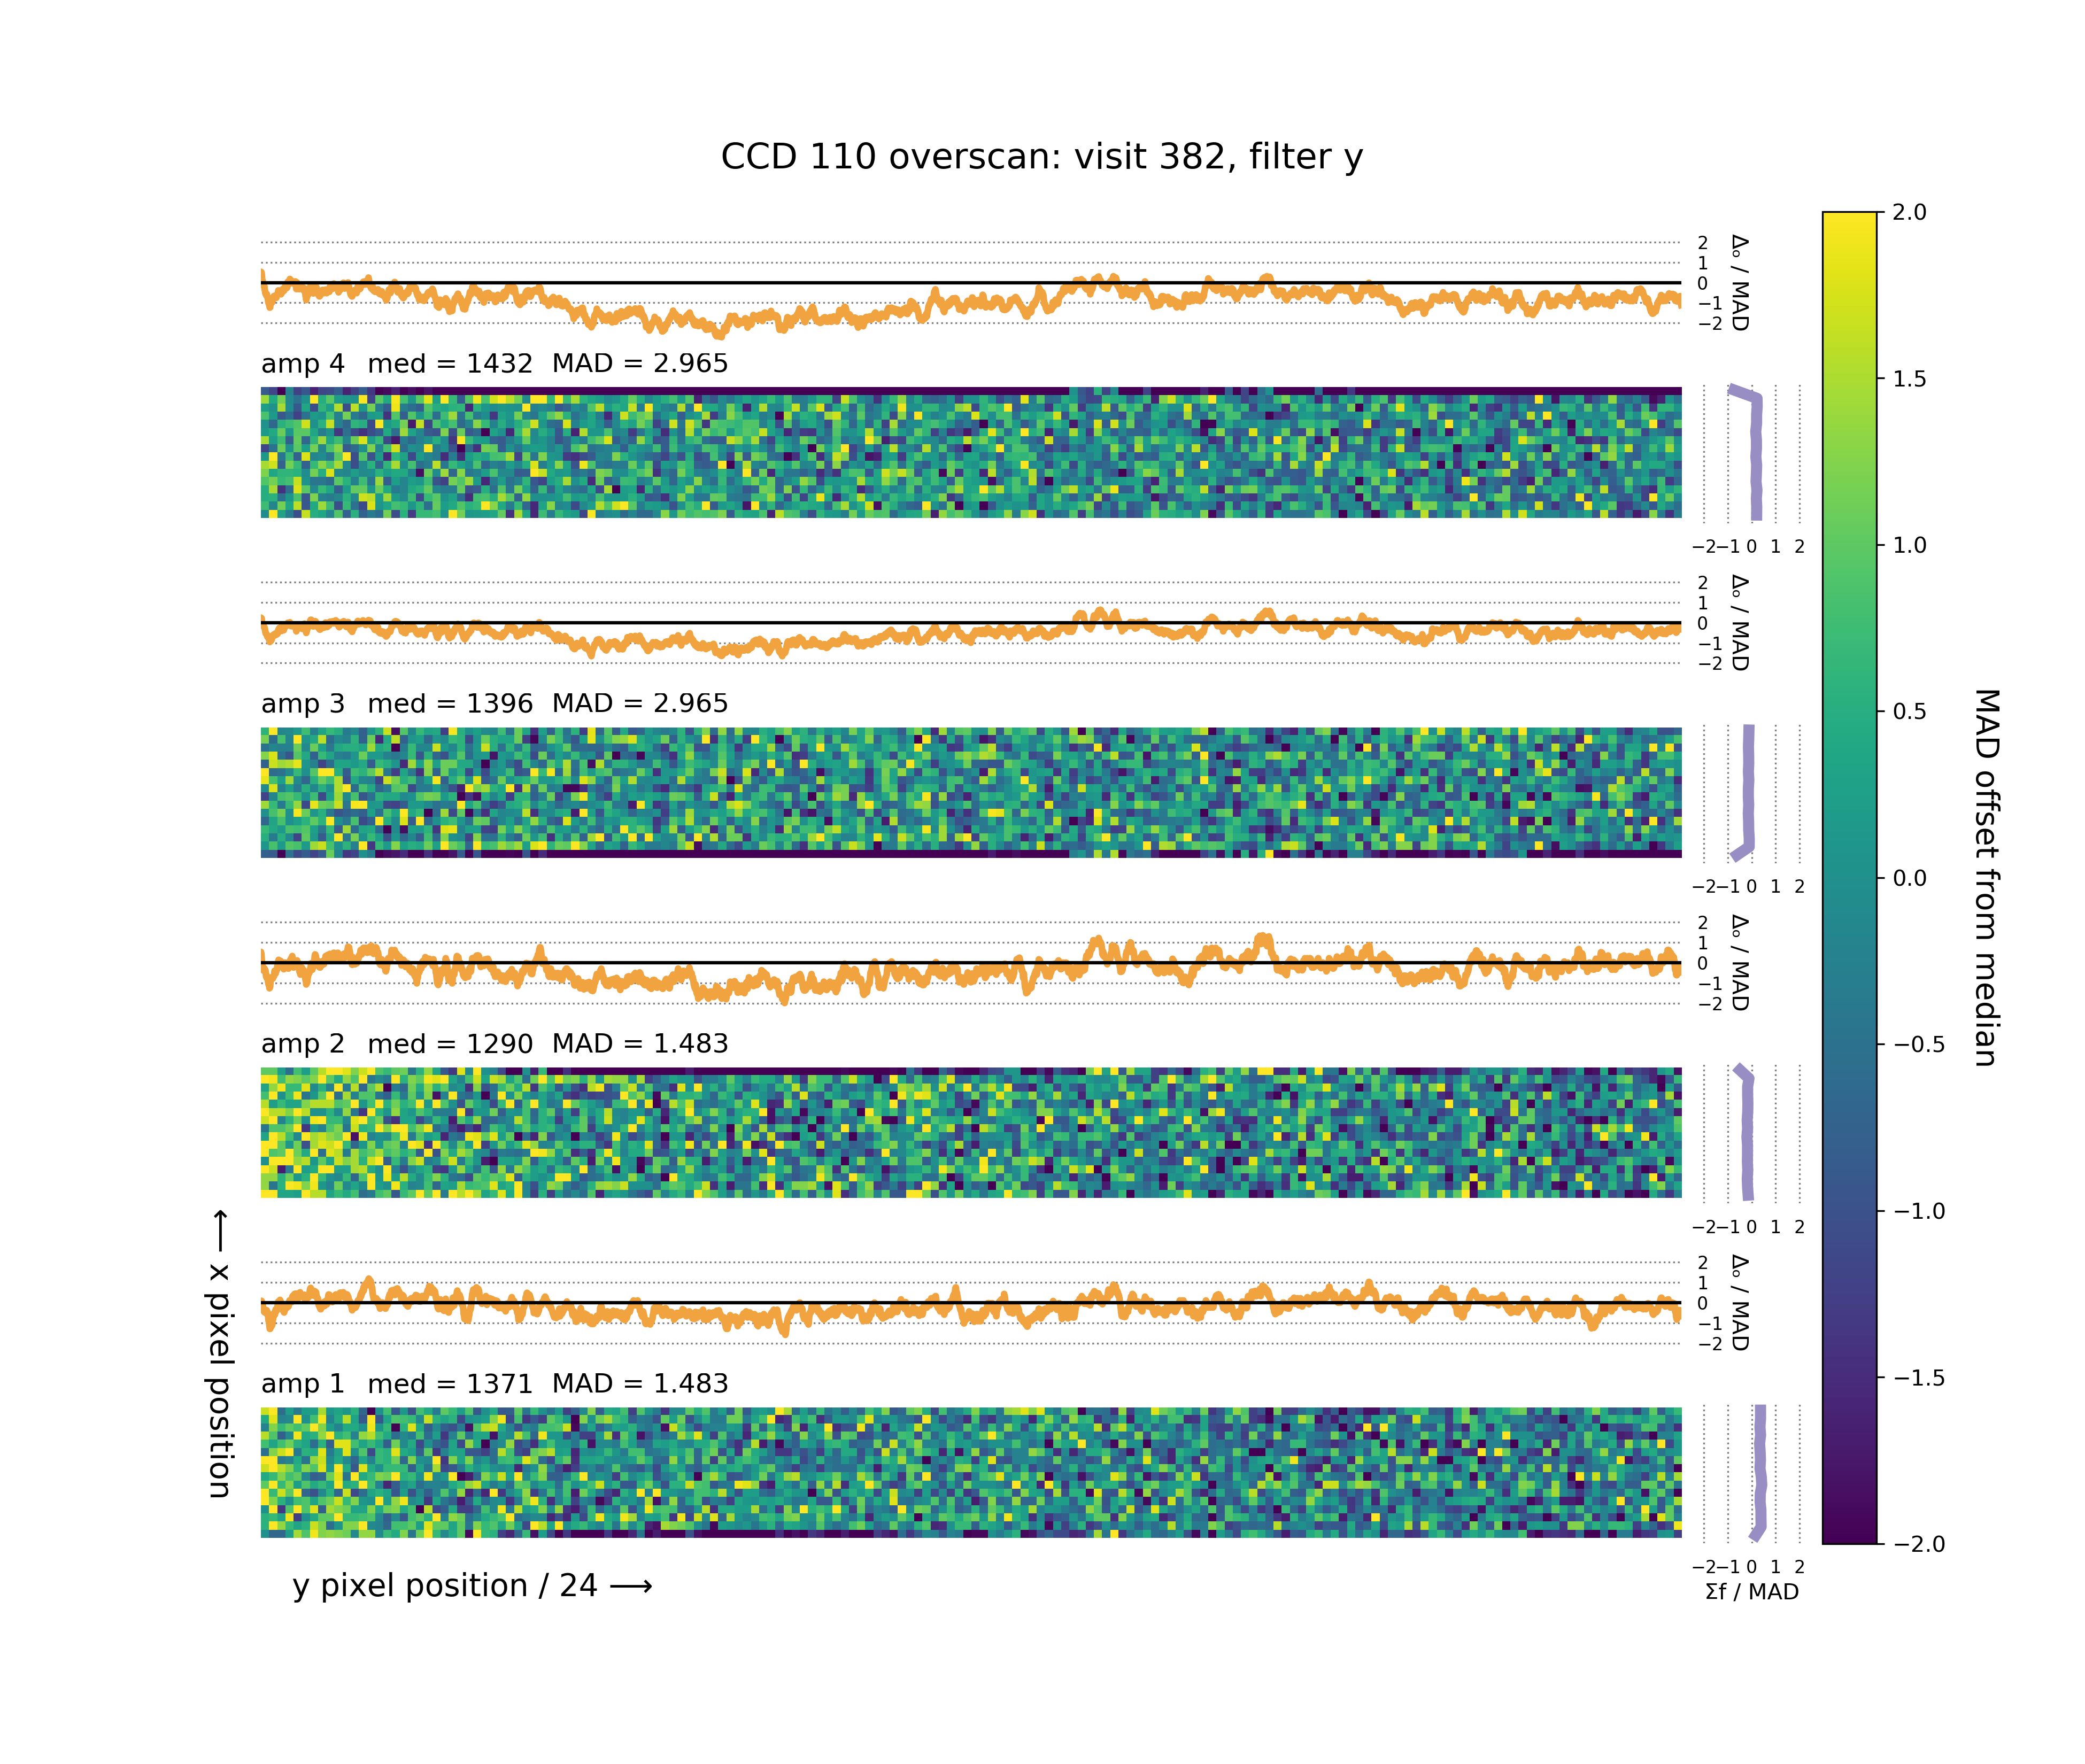 CCD 110 overscan: visit 382, filter y
2
1
0
−1
−2
Δₒ / MAD
amp 4 med = 1432 MAD = 2.965
−2 −1 0 1 2
2
1
0
−1
−2
Δₒ / MAD
amp 3 med = 1396 MAD = 2.965
−2 −1 0 1 2
2
1
0
−1
−2
Δₒ / MAD
amp 2 med = 1290 MAD = 1.483
−2 −1 0 1 2
2
1
0
−1
−2
Δₒ / MAD
amp 1 med = 1371 MAD = 1.483
−2 −1 0 1 2
Σf / MAD
⟵ x pixel position
y pixel position / 24 ⟶
2.0
1.5
1.0
0.5
0.0
−0.5
−1.0
−1.5
−2.0
MAD offset from median